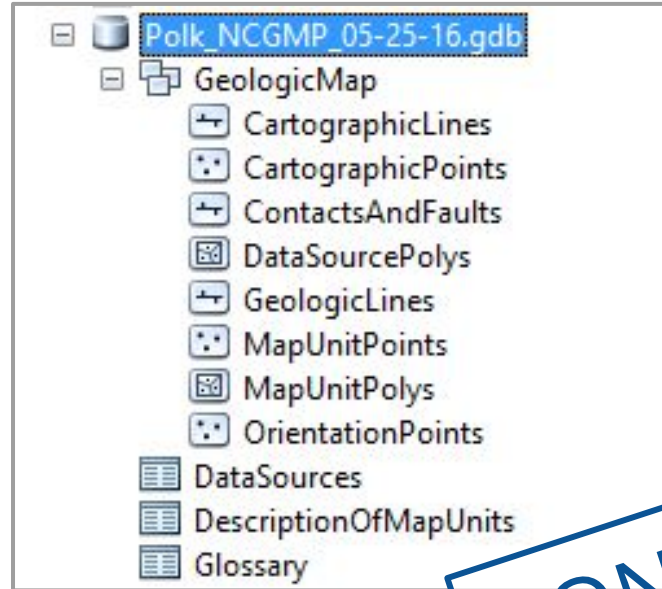 Polk_NCGMP_05-25-16.gdb
GeologicMap
CartographicLines
CartographicPoints
ContactsAndFaults
DataSourcePolys
GeologicLines
MapUnitPoints
MapUnitPolys
OrientationPoints
DataSources
DescriptionOfMapUnits
Glossary